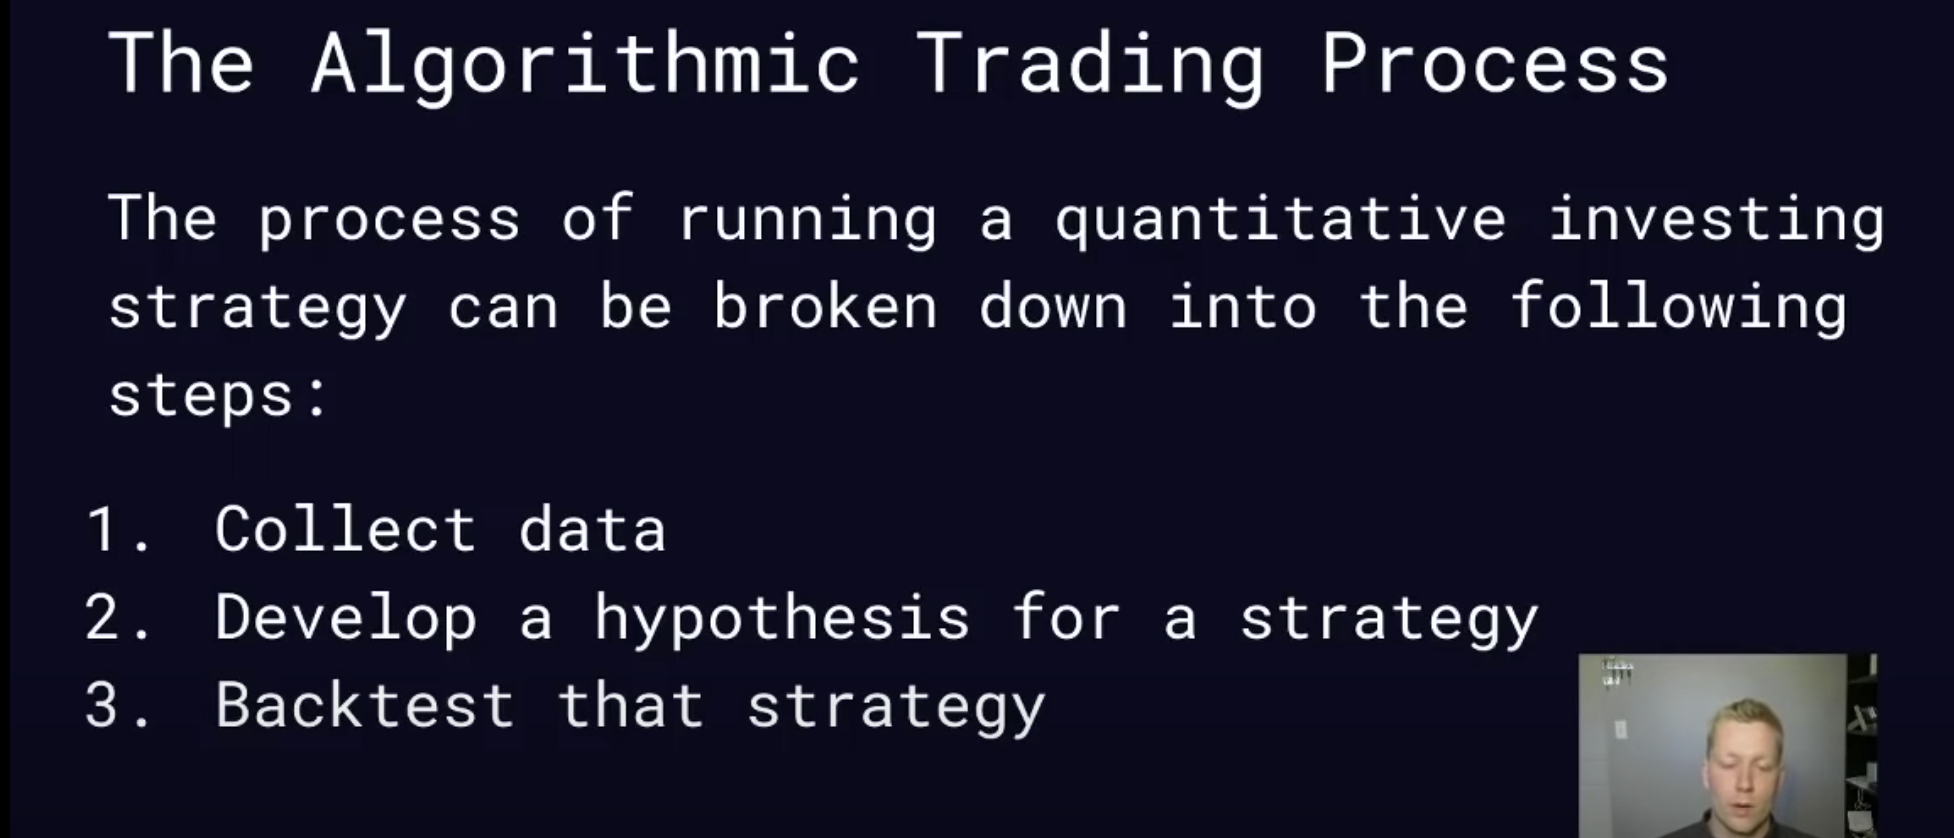 The Algorithmic Trading Process
The process of running a quantitative investing
strategy can be broken down into the following
steps:
1. Collect data
2. Develop a hypothesis for a strategy
3. Backtest that strategy